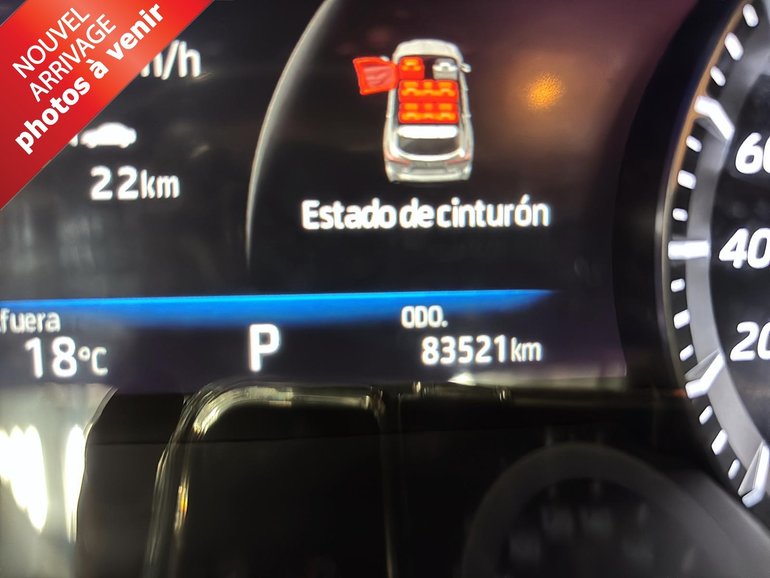 NOUVEL
ARRIVAGE
photos à venir
/h
22km
Estado de cinturón
fuera
18°C
P
ODO.
83521km
60
40
20